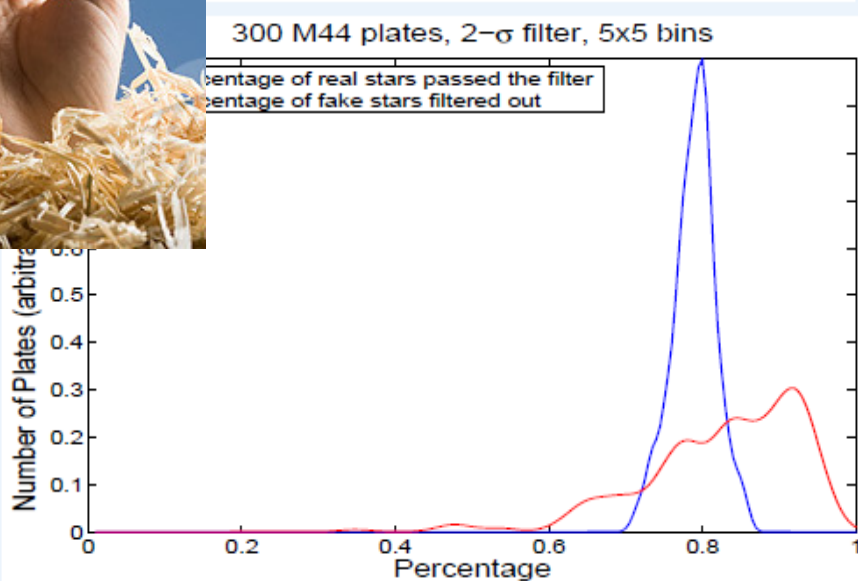 300 M44 plates, 2-σ filter, 5x5 bins
centage of real stars passed the filter
centage of fake stars filtered out
Number of Plates (arbitra
0.6
0.5
0.4
0.3
0.2
0.1
0
0 0.2 0.4 0.6 0.8 1
Percentage